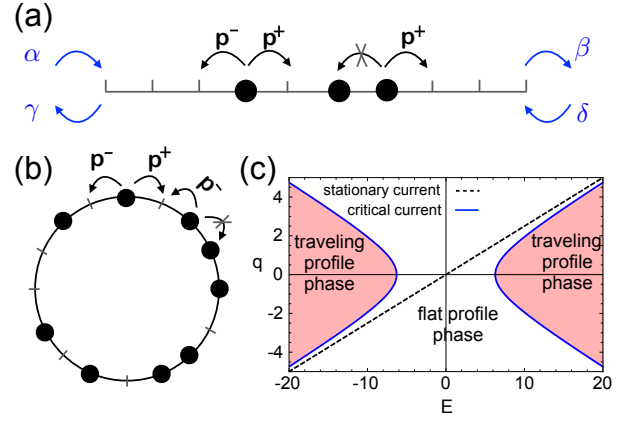 (a)
α
p⁻ p⁺
p⁺
β
γ
δ
(b)
p⁻ p⁺
p⁻
(c)
stationary current
critical current
traveling
profile
phase
traveling
profile
phase
flat profile
phase
q
4
2
0
-2
-4
-20 -10 0 10 20
E